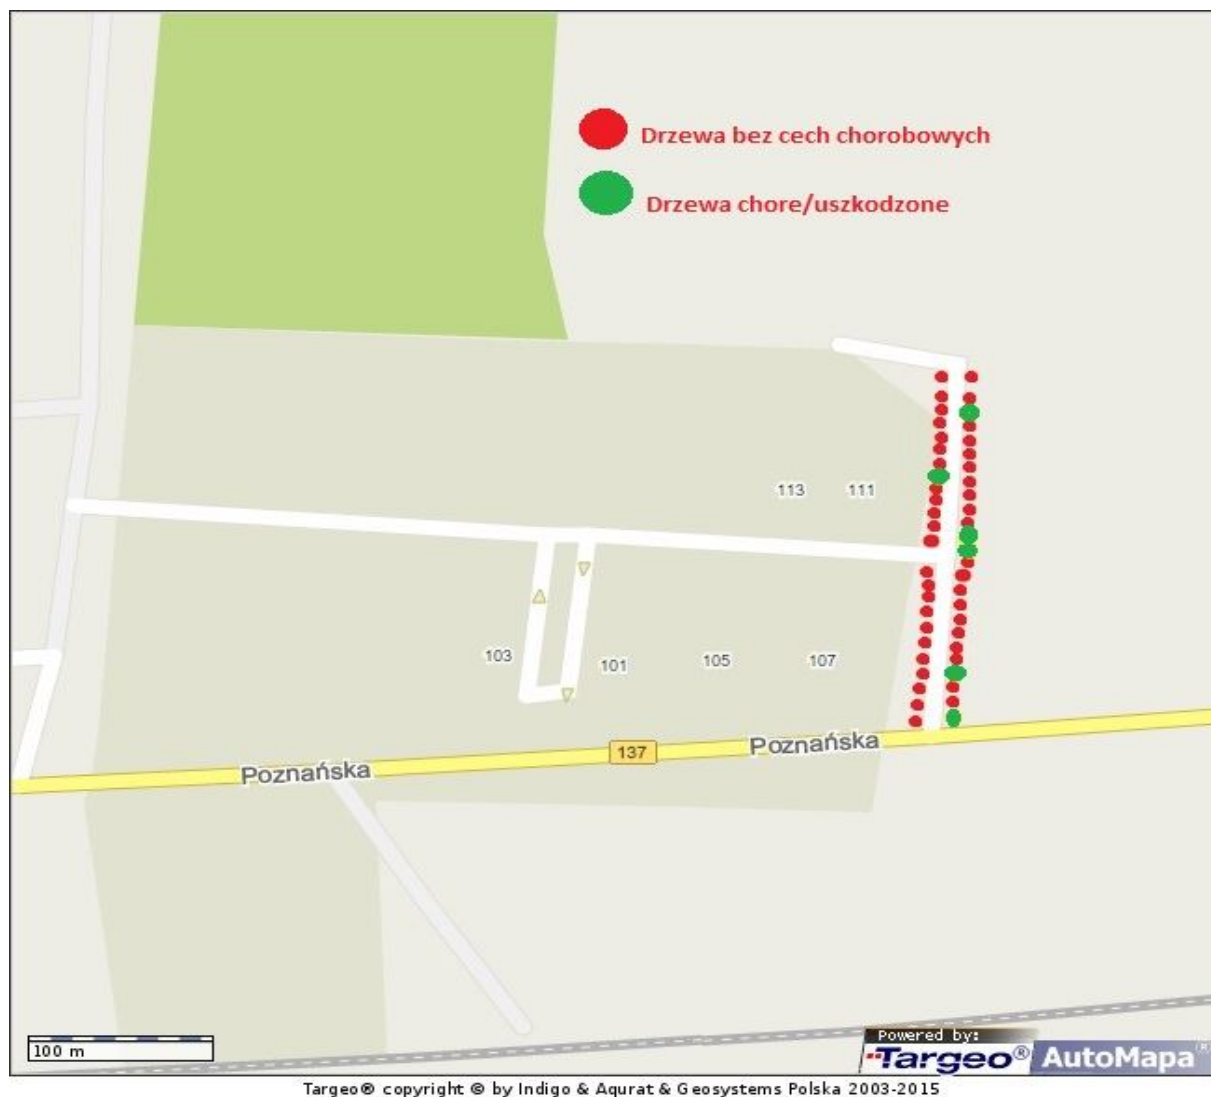 Drzewa bez cech chorobowych
Drzewa chore/uszkodzone
113
111
103
101
105
107
Poznańska
137
Poznańska
100 m
Powered by:
Targeo® AutoMapa®
Targeo® copyright © by Indigo & Aqurat & Geosystems Polska 2003-2015